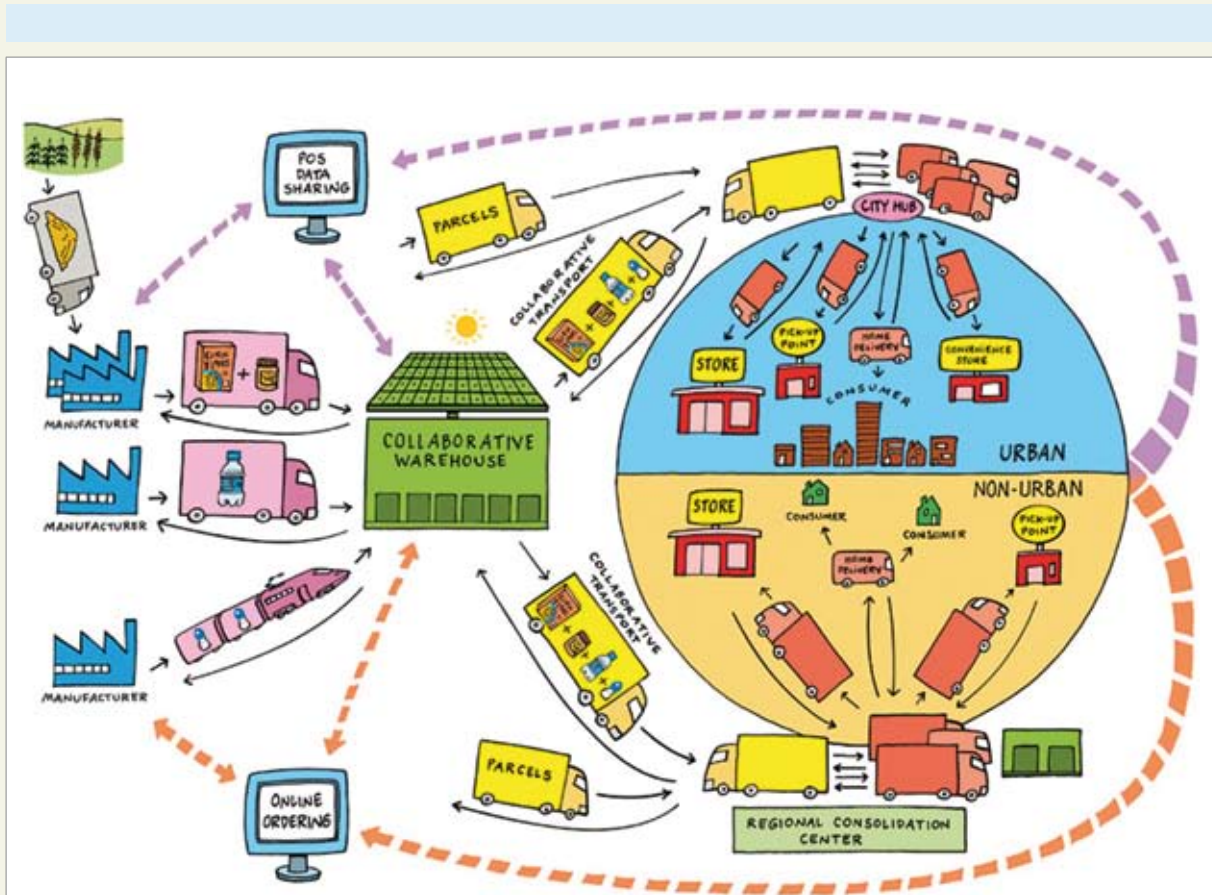 POS
DATA
SHARING
PARCELS
COLLABORATIVE
TRANSPORT
CITY HUB
MANUFACTURER
MANUFACTURER
MANUFACTURER
COLLABORATIVE
WAREHOUSE
STORE
PICK-UP
POINT
HOME
DELIVERY
CONVENIENCE
STORE
CONSUMER
URBAN
NON-URBAN
STORE
CONSUMER
CONSUMER
PICK-UP
POINT
HOME
DELIVERY
COLLABORATIVE
TRANSPORT
PARCELS
ONLINE
ORDERING
REGIONAL CONSOLIDATION
CENTER